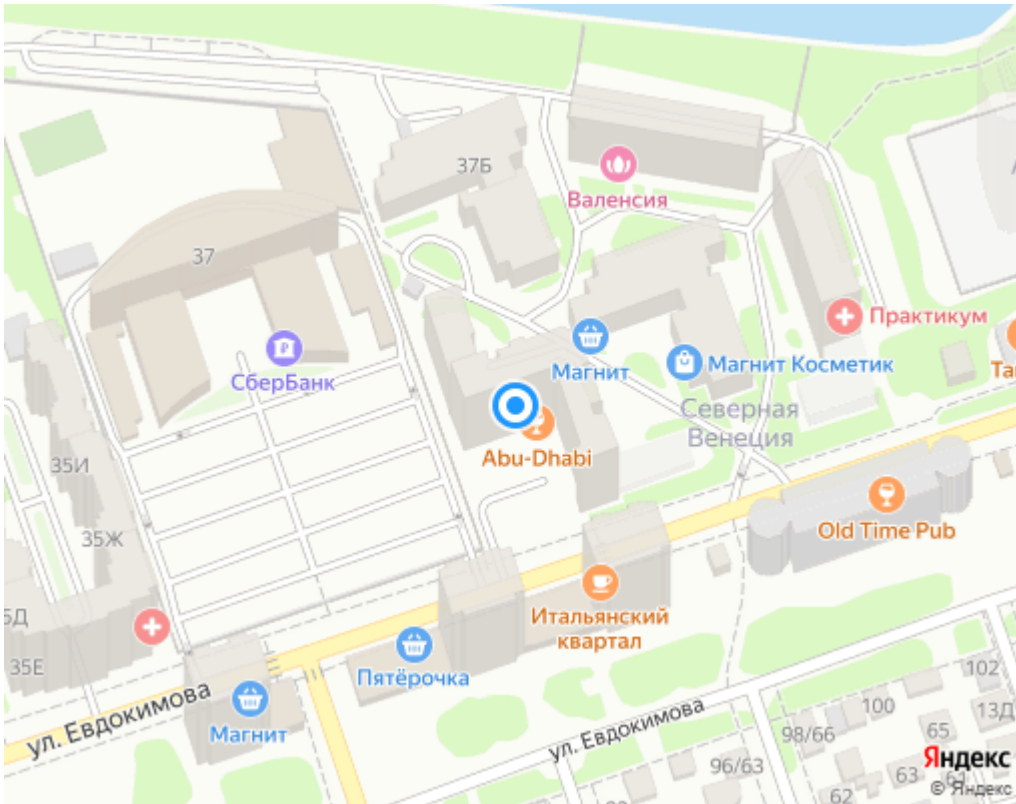 37Б
Валенсия
37
Практикум
СберБанк
Магнит
Магнит Косметик
Северная
Венеция
Abu-Dhabi
35И
Old Time Pub
35Ж
Итальянский
квартал
35Е
Пятёрочка
ул. Евдокимова
Магнит
ул. Евдокимова
102
100
13Д
98/66
65
96/63
63
61
62
Яндекс
© Яндекс